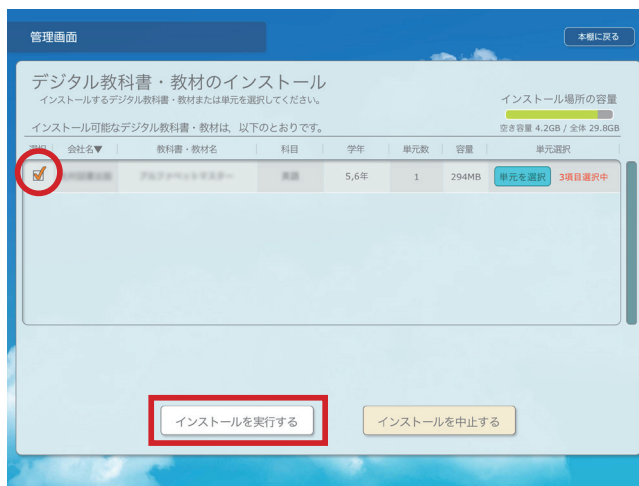 管理画面
本棚に戻る
デジタル教科書・教材のインストール
インストールするデジタル教科書・教材または単元を選択してください。
インストール場所の容量
インストール可能なデジタル教科書・教材は、以下のとおりです。
空き容量 4.2GB / 全体 29.8GB
選択 会社名▼ 教科書・教材名 科目 学年 単元数 容量 単元選択
5,6年 1 294MB 単元を選択 3項目選択中
インストールを実行する インストールを中止する